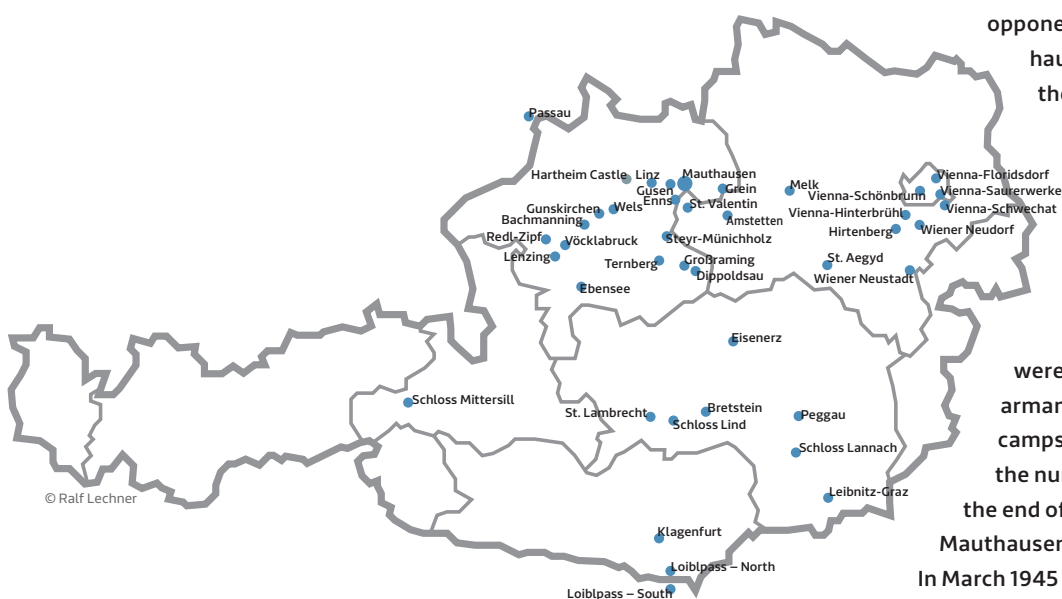 oppone
hau
the
Passau
Hartheim Castle
Linz
Mauthausen
Gusen
Grein
Melk
Vienna-Floridsdorf
Vienna-Schönbrunn
Vienna-Saurerwerke
Enns
St. Valentin
Vienna-Schwechat
Gunskirchen
Wels
Amstetten
Vienna-Hinterbrühl
Bachmanning
Hirtenberg
Wiener Neudorf
Redl-Zipf
Vöcklabruck
Steyr-Münichholz
Lenzing
Ternberg
Großraming
St. Aegyd
Dippoldsau
Wiener Neustadt
Ebensee
Eisenerz
were
armar
Schloss Mittersill
St. Lambrecht
Bretstein
Peggau
Schloss Lind
camps
Schloss Lannach
the nu
© Ralf Lechner
Leibnitz-Graz
the end of
Klagenfurt
Mauthausen
Loiblpass – North
In March 1945
Loiblpass – South